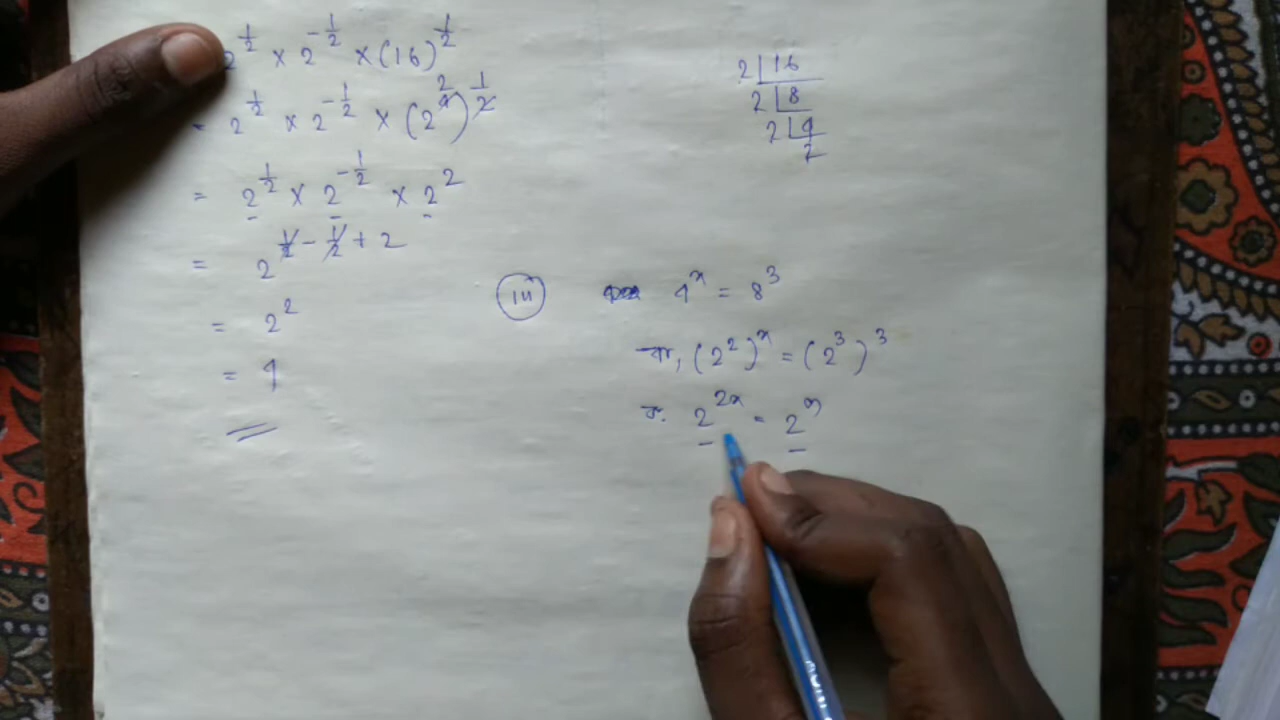 2^{1/2} × 2^{-1/2} × (16)^{1/2}
= 2^{1/2} × 2^{-1/2} × (2^{4})^{1/2} 2
= 2^{1/2} × 2^{-1/2} × 2^2
= 2^{1/2 - 1/2 + 2}
= 2^2
= 4
2 | 16
2 | 8
2 | 4
2
(iii) 4^x = 8^3
বা, (2^2)^x = (2^3)^3
বা, 2^{2x} = 2^9